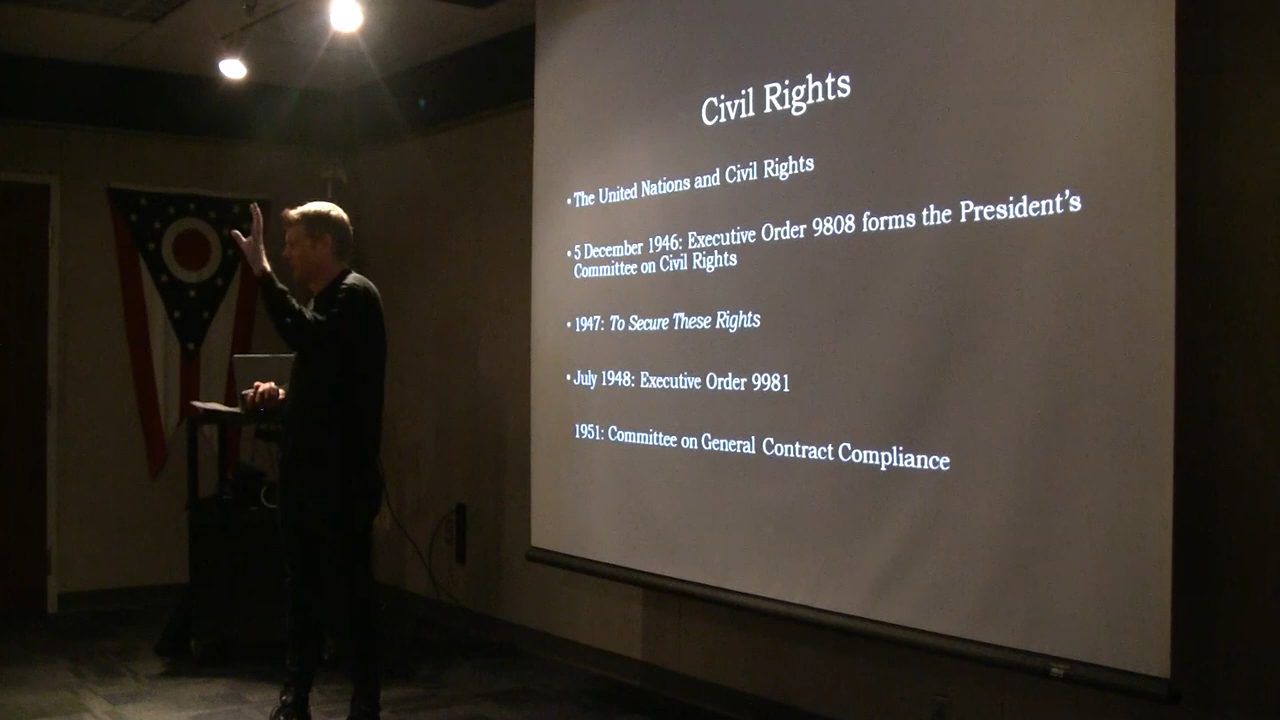 Civil Rights
• The United Nations and Civil Rights
• 5 December 1946: Executive Order 9808 forms the President's
Committee on Civil Rights
• 1947: To Secure These Rights
• July 1948: Executive Order 9981
1951: Committee on General Contract Compliance